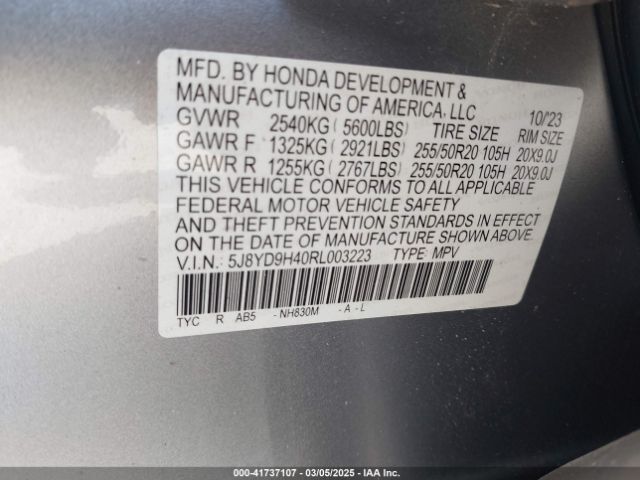 MFD. BY HONDA DEVELOPMENT &
MANUFACTURING OF AMERICA, LLC 10/23
GVWR 2540KG ( 5600LBS) TIRE SIZE RIM SIZE
GAWR F 1325KG ( 2921LBS) 255/50R20 105H 20X9.0J
GAWR R 1255KG ( 2767LBS) 255/50R20 105H 20X9.0J
THIS VEHICLE CONFORMS TO ALL APPLICABLE
FEDERAL MOTOR VEHICLE SAFETY
AND THEFT PREVENTION STANDARDS IN EFFECT
ON THE DATE OF MANUFACTURE SHOWN ABOVE.
V.I.N.: 5J8YD9H40RL003223 TYPE: MPV
TYC R AB5 -NH830M -A-L
000-41737107 — 03/05/2025 — IAA Inc.